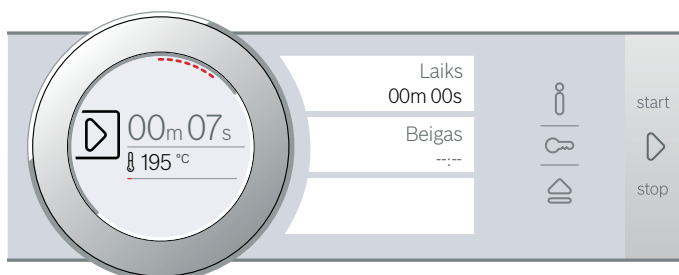 00m 07s
195 °C
Laiks
00m 00s
Beigas
--:--
start
stop